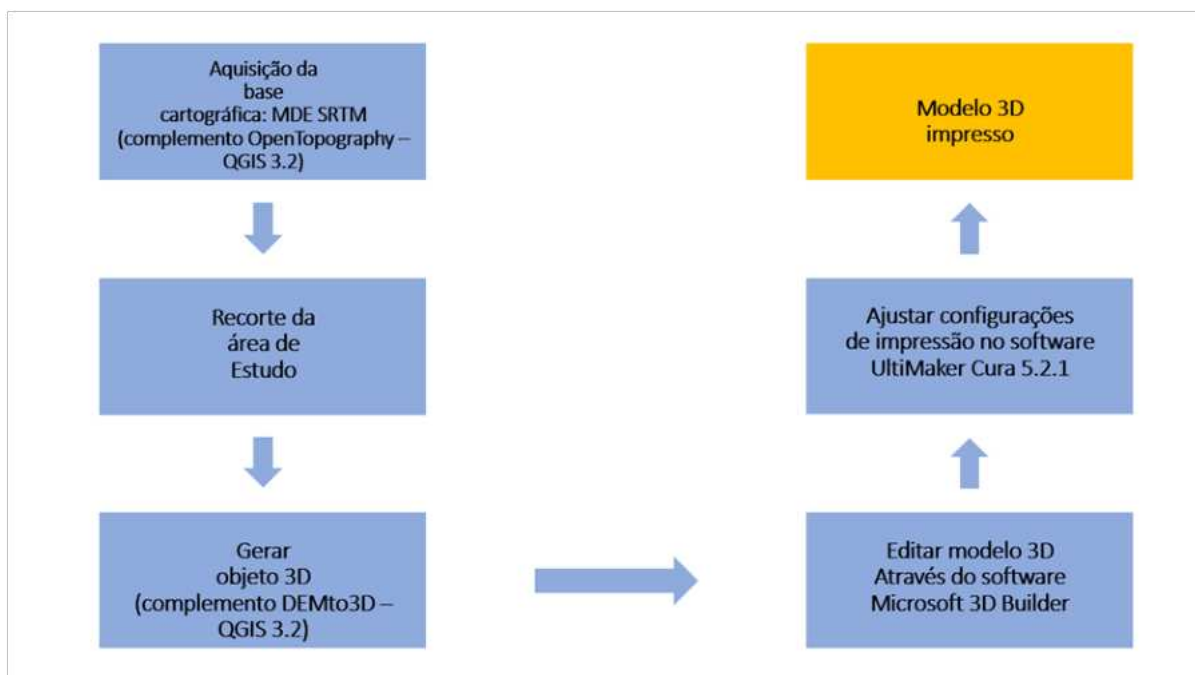 Aquisição da
base
cartográfica: MDE SRTM
(complemento OpenTopography –
QGIS 3.2)
Recorte da
área de
Estudo
Gerar
objeto 3D
(complemento DEMto3D –
QGIS 3.2)
Editar modelo 3D
Através do software
Microsoft 3D Builder
Ajustar configurações
de impressão no software
UltiMaker Cura 5.2.1
Modelo 3D
impresso